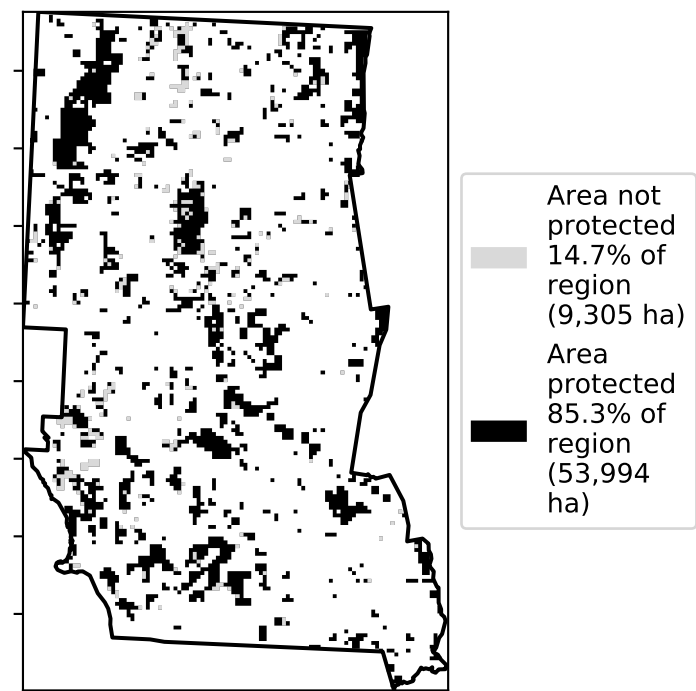 Area not
protected
14.7% of
region
(9,305 ha)
Area
protected
85.3% of
region
(53,994
ha)